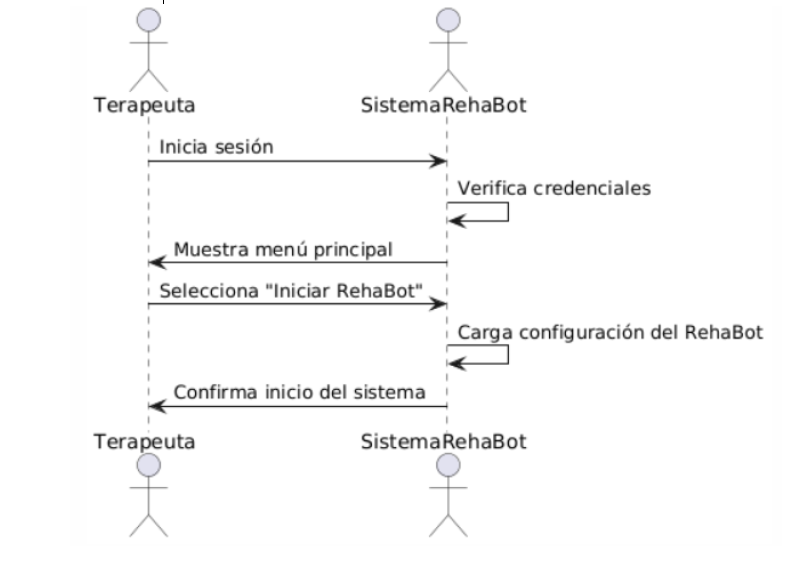 Terapeuta
SistemaRehaBot
Inicia sesión
Verifica credenciales
Muestra menú principal
Selecciona "Iniciar RehaBot"
Carga configuración del RehaBot
Confirma inicio del sistema
Terapeuta
SistemaRehaBot